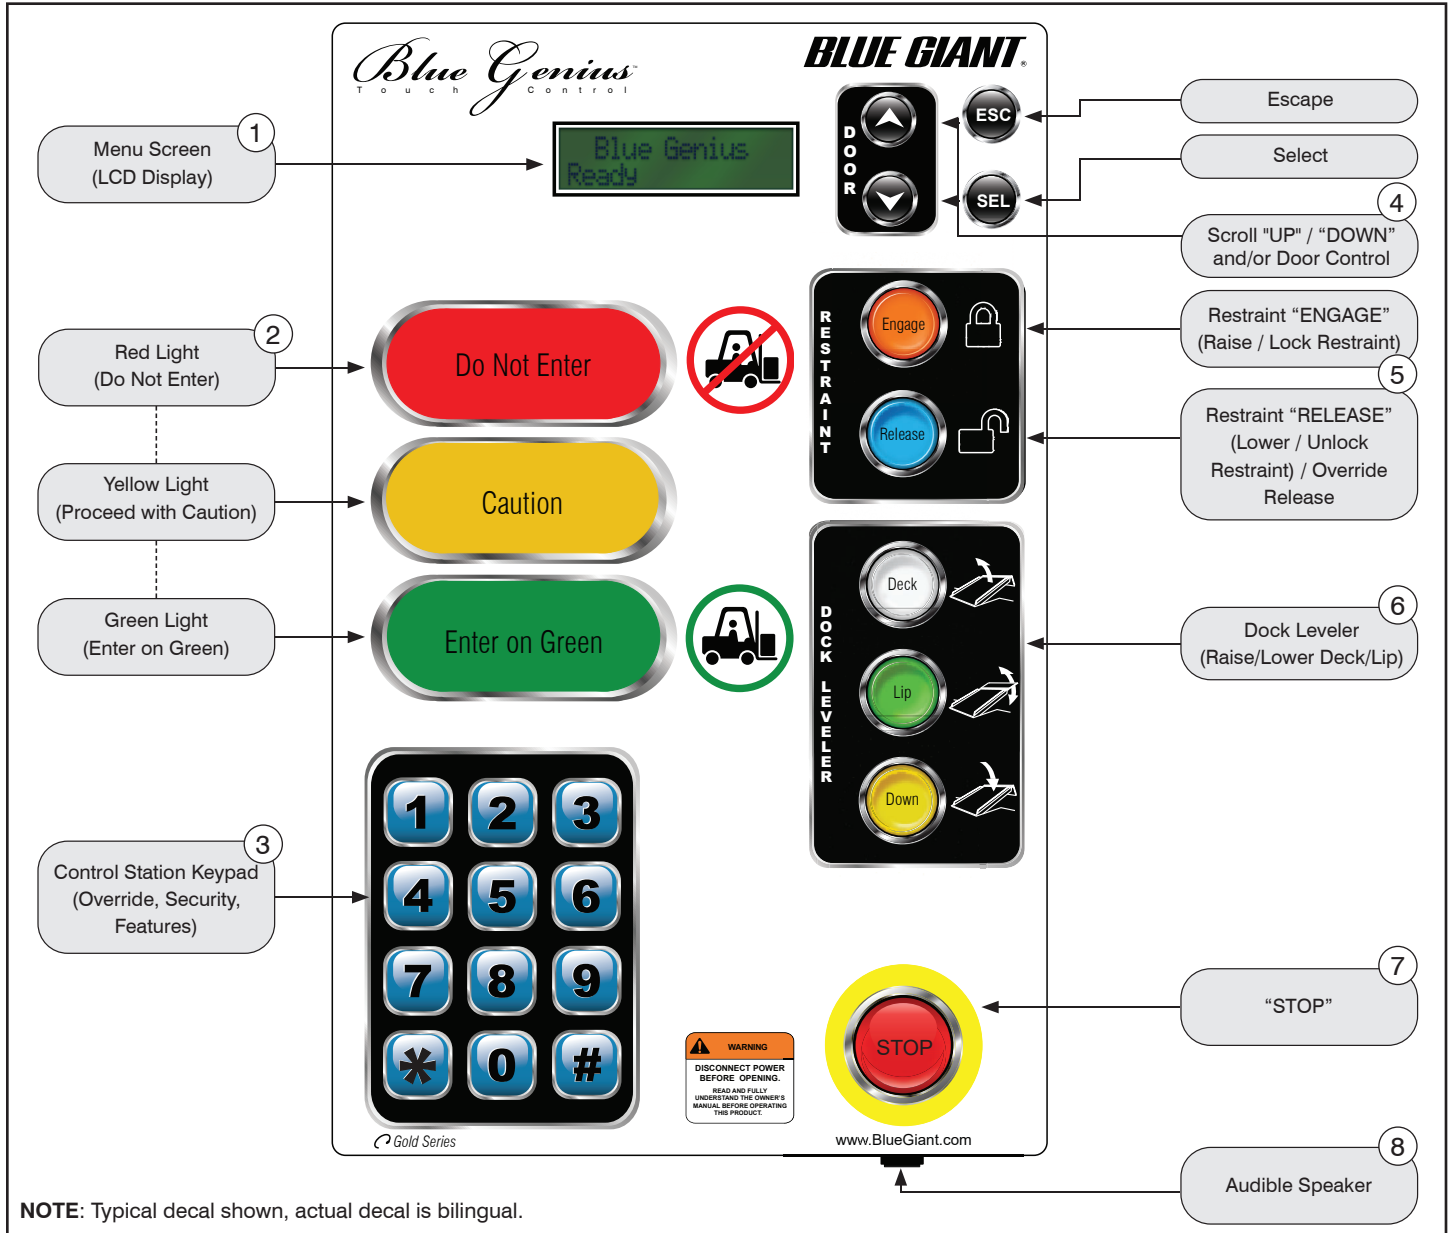 Blue Genius™
Touch Control
BLUE GIANT®
Blue Genius
Ready
DOOR
ESC
SEL
Escape
Select
4
Scroll "UP" / “DOWN”
and/or Door Control
1
Menu Screen
(LCD Display)
2
Red Light
(Do Not Enter)
Yellow Light
(Proceed with Caution)
Green Light
(Enter on Green)
Do Not Enter
Caution
Enter on Green
RESTRAINT
Engage
Release
Restraint “ENGAGE”
(Raise / Lock Restraint)
5
Restraint “RELEASE”
(Lower / Unlock
Restraint) / Override
Release
DOCK LEVELER
Deck
Lip
Down
6
Dock Leveler
(Raise/Lower Deck/Lip)
3
Control Station Keypad
(Override, Security,
Features)
1 2 3
4 5 6
7 8 9
* 0 #
WARNING
DISCONNECT POWER
BEFORE OPENING.
READ AND FULLY
UNDERSTAND THE OWNER'S
MANUAL BEFORE OPERATING
THIS PRODUCT.
STOP
7
“STOP”
Gold Series
www.BlueGiant.com
8
Audible Speaker
NOTE: Typical decal shown, actual decal is bilingual.